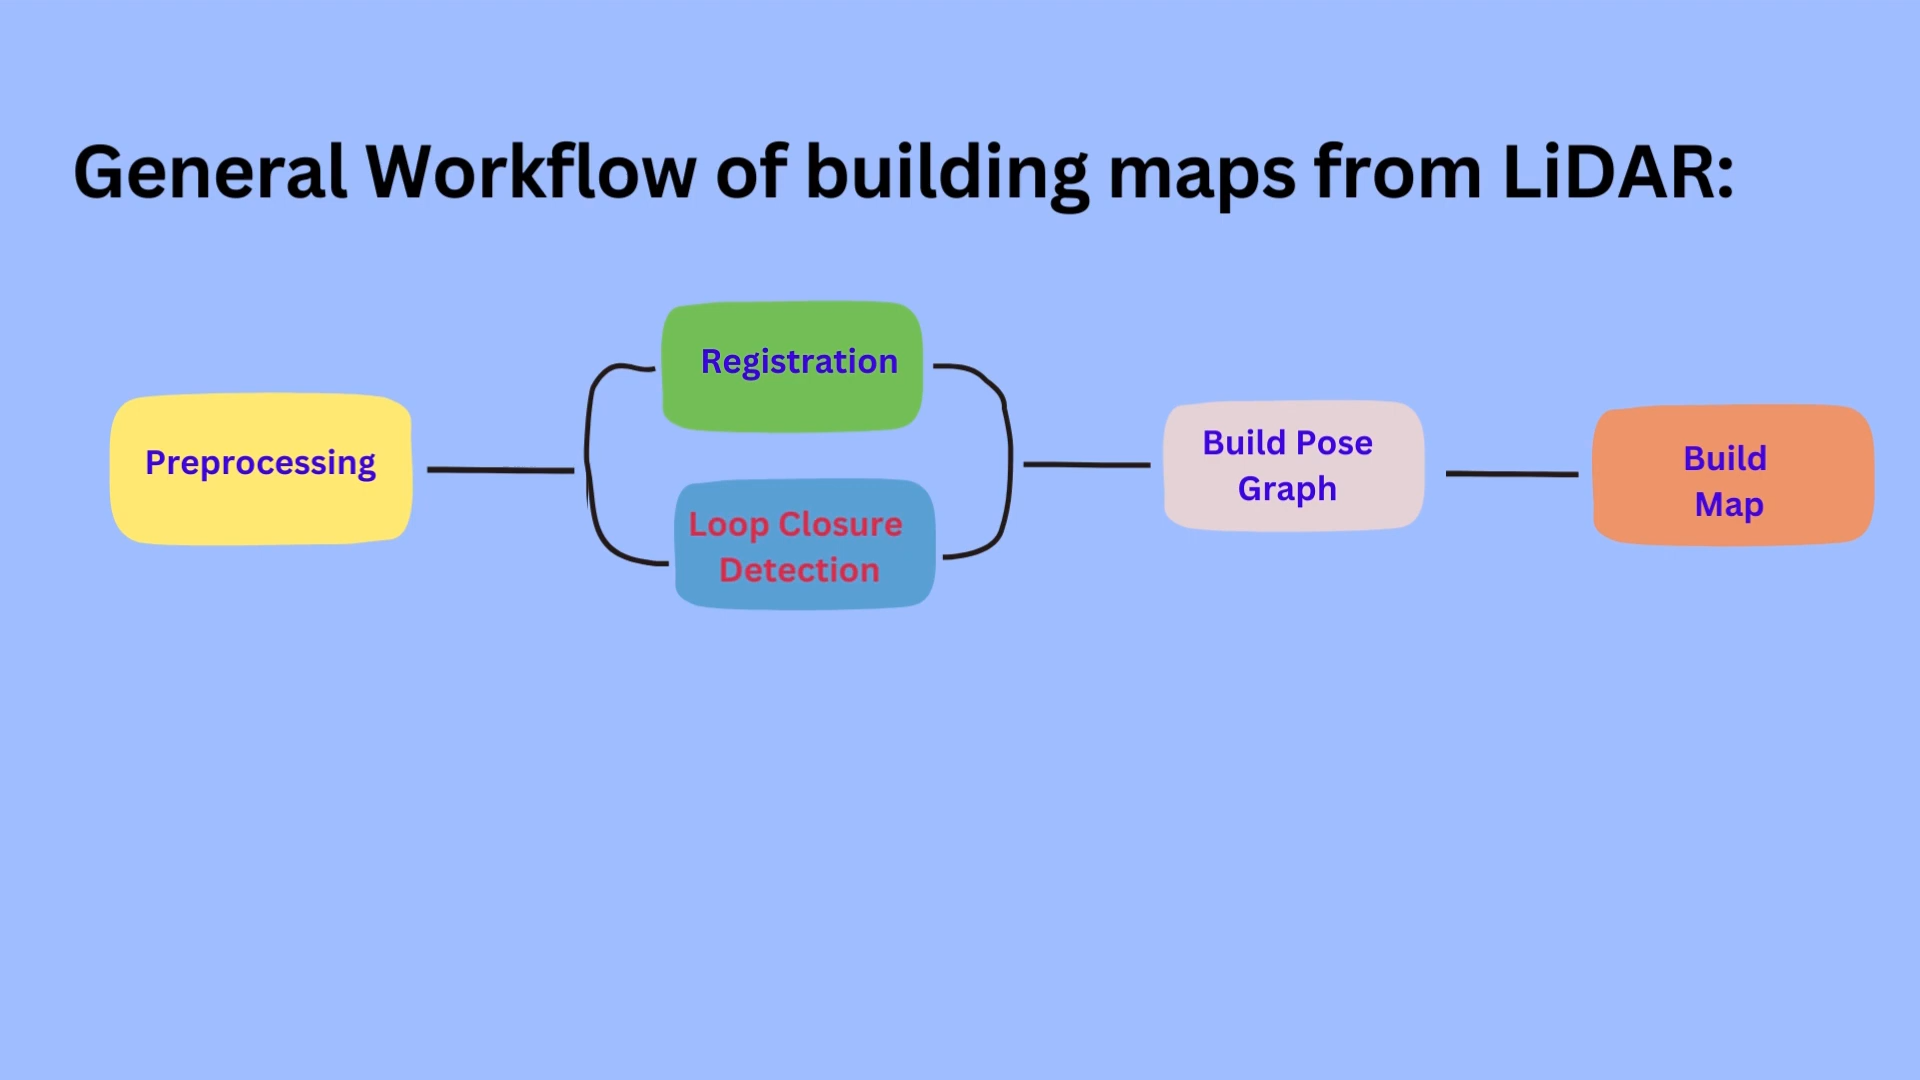 General Workflow of building maps from LiDAR:
Preprocessing
Registration
Loop Closure
Detection
Build Pose
Graph
Build
Map